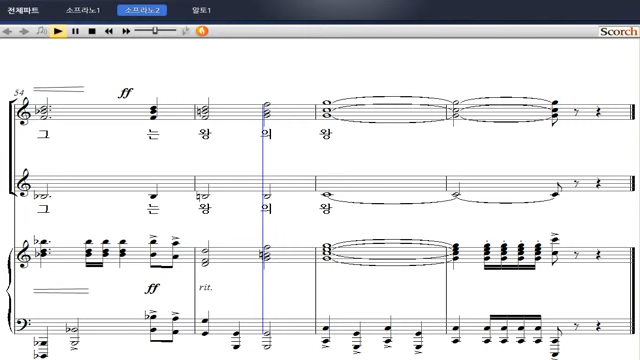 전체파트 소프라노1 소프라노2 알토1
Scorch
54 ff
그 는 왕 의 왕
그 는 왕 의 왕
ff rit.